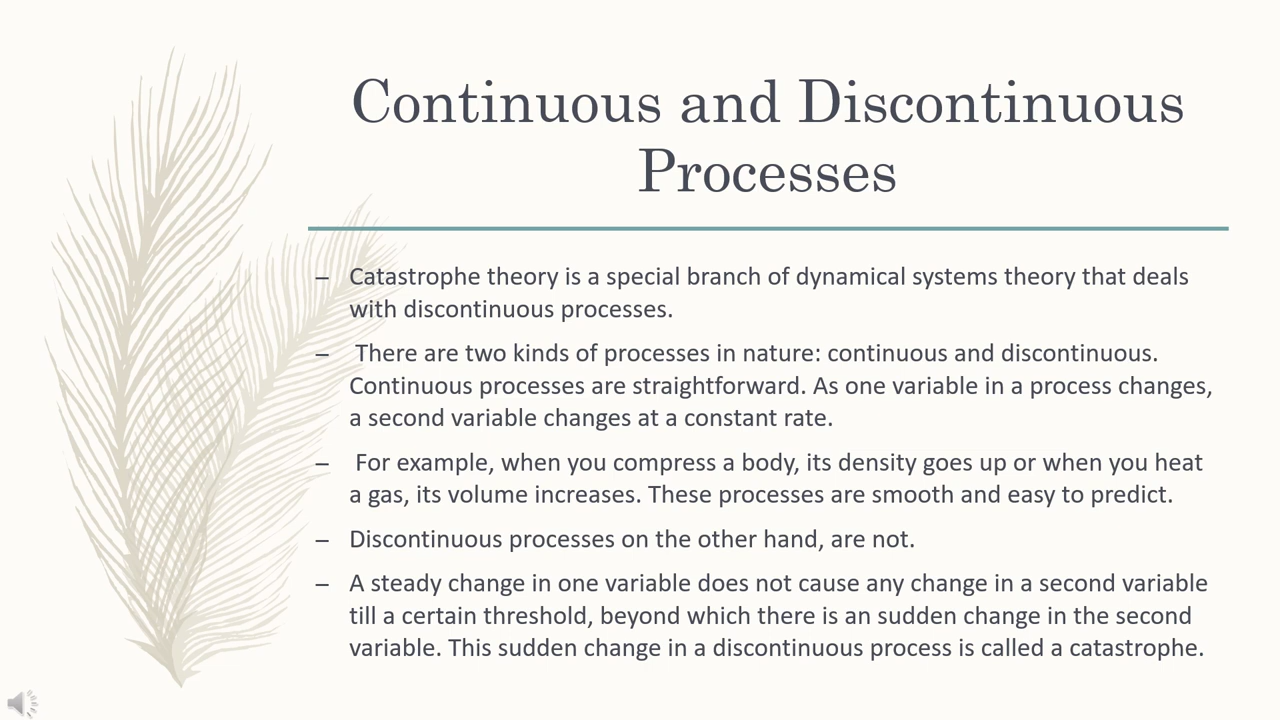 Continuous and Discontinuous
Processes
– Catastrophe theory is a special branch of dynamical systems theory that deals
with discontinuous processes.
– There are two kinds of processes in nature: continuous and discontinuous.
Continuous processes are straightforward. As one variable in a process changes,
a second variable changes at a constant rate.
– For example, when you compress a body, its density goes up or when you heat
a gas, its volume increases. These processes are smooth and easy to predict.
– Discontinuous processes on the other hand, are not.
– A steady change in one variable does not cause any change in a second variable
till a certain threshold, beyond which there is an sudden change in the second
variable. This sudden change in a discontinuous process is called a catastrophe.